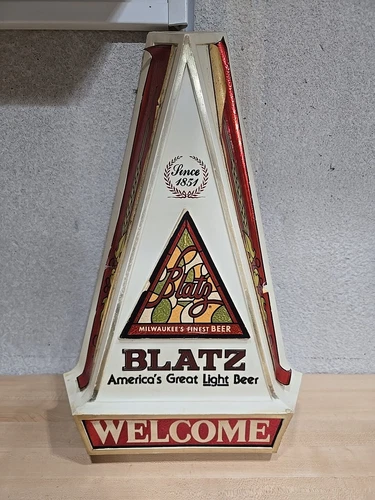 Since
1851
Blatz
MILWAUKEE'S FINEST BEER
BLATZ
America's Great Light Beer
WELCOME